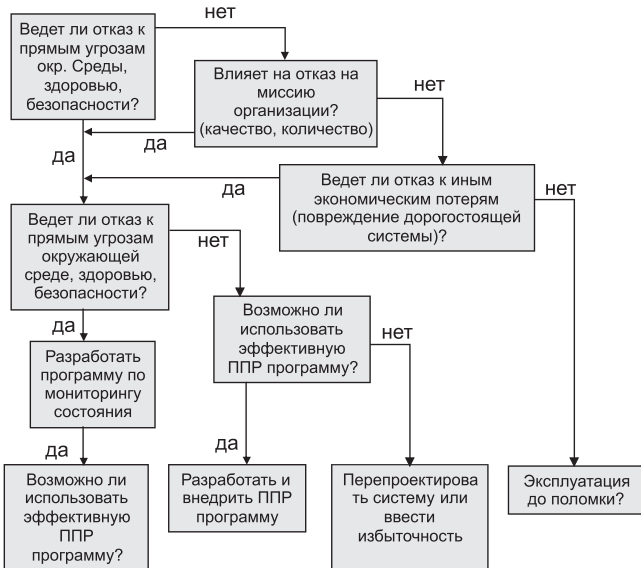 Ведет ли отказ к
прямым угрозам
окр. Среды,
здоровью,
безопасности?
нет
Влияет на отказ на
миссию
организации?
(качество, количество)
нет
да
да
Ведет ли отказ к иным
экономическим потерям
(повреждение дорогостоящей
системы)?
да
нет
Ведет ли отказ к
прямым угрозам
окружающей
среде, здоровью,
безопасности?
нет
Возможно ли
использовать
эффективную
ППР программу?
нет
да
Разработать
программу по
мониторингу
состояния
да
да
Возможно ли
использовать
эффективную
ППР
программу?
Разработать и
внедрить ППР
программу
Перепроектирова
ть систему или
ввести
избыточность
Эксплуатация
до поломки?